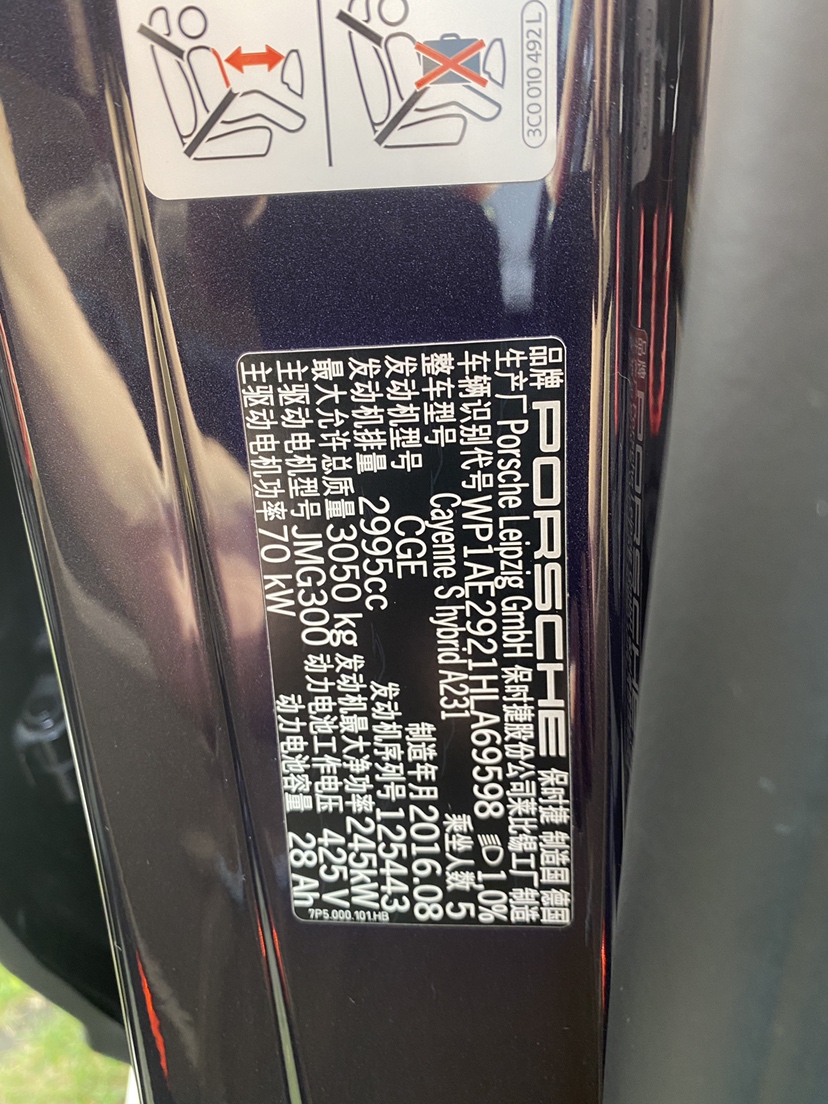 3C0 010 492 L
品牌 PORSCHE 保时捷 制造国 德国
生产厂 Porsche Leipzig GmbH 保时捷股份公司莱比锡工厂 制造
车辆识别代号 WP1AE2921HLA69598 1.0%
整车型号 Cayenne S hybrid A231 乘坐人数 5
发动机型号 CGE 制造年月 2016.08
发动机排量 2995cc 发动机序列号 125443
最大允许总质量 3050 kg 发动机最大净功率 245kW
主驱动电机型号 JMG300 动力电池工作电压 425 V
主驱动电机功率 70 kW 动力电池容量 28 Ah
7P5.000.101.HB